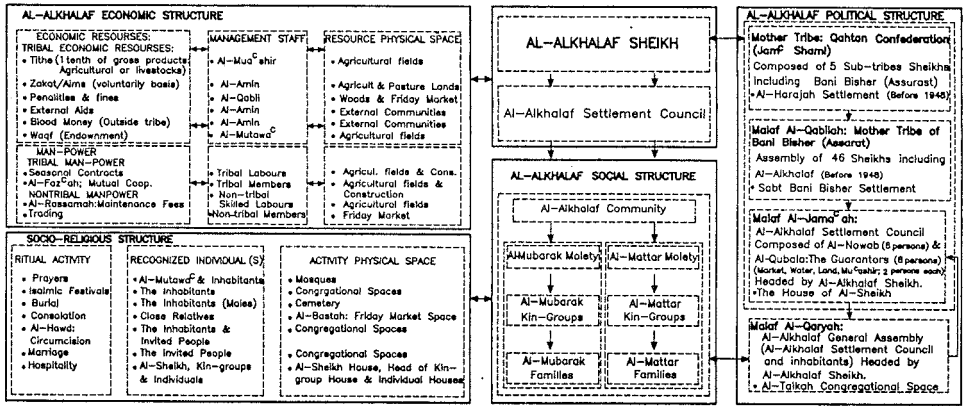 AL-ALKHALAF ECONOMIC STRUCTURE
ECONOMIC RESOURSES:
TRIBAL ECONOMIC RESOURSES:
• Tithe (1tenth of gross products
Agricultural or livestocks)
• Zakat/Alms (voluntarily basis)
• Penalities & fines
• External Aids
• Blood Money (Outside tribe)
• Waqf (Endownment)
MANAGEMENT STAFF
• Al-Muaᶜshir
• Al-Amin
• Al-Qabli
• Al-Amin
• Al-Amin
• Al-Mutawᶜ
RESOURCE PHYSICAL SPACE
• Agricultural fields
• Agricult & Pasture Lands
• Woods & Friday Market
• External Communities
• External Communities
• Agricultural fields
MAN-POWER
TRIBAL MAN-POWER
• Seasonal Contracts
• Al-Fazᶜah; Mutual Coop.
NONTRIBAL MANPOWER
• Al-Rassamah:Maintenance Fees
• Trading
• Tribal Labours
• Tribal Members
• Non-tribal
Skilled Labours
•Non-tribal Members
• Agricul. fields & Cons.
• Agricultural fields &
Construction
• Agricultural fields
• Friday Market
SOCIO-RELIGIOUS STRUCTURE
RITUAL ACTIVITY
• Prayers
• Isalmic Festivals
• Burial
• Consolation
• Al-Hawd:
Circumcision
• Marriage
• Hospitality
RECOGNIZED INDIVIDUAL (S)
• Al-Mutawᶜ & Inhabitants
• The Inhabitants
• The Inhabitants (Males)
• Close Relatives
• The Inhabitants &
Invited People
• The Invited People
• Al-Sheikh, Kin-groups
& Individuals
ACTIVITY PHYSICAL SPACE
• Mosques
• Congrgational Spaces
• Cemetery
• Al-Bastah: Friday Market Space
• Congregational Spaces
• Congregational Spaces
• Al-Sheikh House, Head of Kin-
group House & Individual Houses
AL-ALKHALAF SHEIKH
Al-Alkhalaf Settlement Council
AL-ALKHALAF SOCIAL STRUCTURE
Al-Alkhalaf Community
AlMubarak Moiety
Al-Mattar Moiety
Al-Mubarak
Kin-Groups
Al-Mattar
Kin-Groups
Al-Mubarak
Families
Al-Mattar
Families
AL-ALKHALAF POLITICAL STRUCTURE
Mother Tribe: Qahtan Confederation
(Janf Shami)
Composed of 5 Sub-tribes Sheikhs
Including Bani Bisher (Assurast)
• Al-Harajah Settlement (Before 1948)
Malaf Al-Qabilah: Mother Tribe of
Bani Bisher (Assarat)
Assembly of 46 Sheikhs including
Al-Alkhalaf (Before 1948)
• Sabt Bani Bisher Settlement
Malaf Al-Jamaᶜah:
Al-Alkhalaf Settlement Council
Composed of Al-Nowab (8 persons) &
Al-Qubala:The Guarantors (8 persons)
(Market, Water, Land, Muᶜashir; 2 persons each)
Headed by Al-Alkhalaf Sheikh.
•The House of Al-Sheikh
Malaf Al-Qaryah:
Al-Alkhalaf General Assembly
(Al-Alkhalaf Settlement Council
and inhabitants) Headed by
Al-Alkhalaf Sheikh.
• Al-Talkah Congregational Space